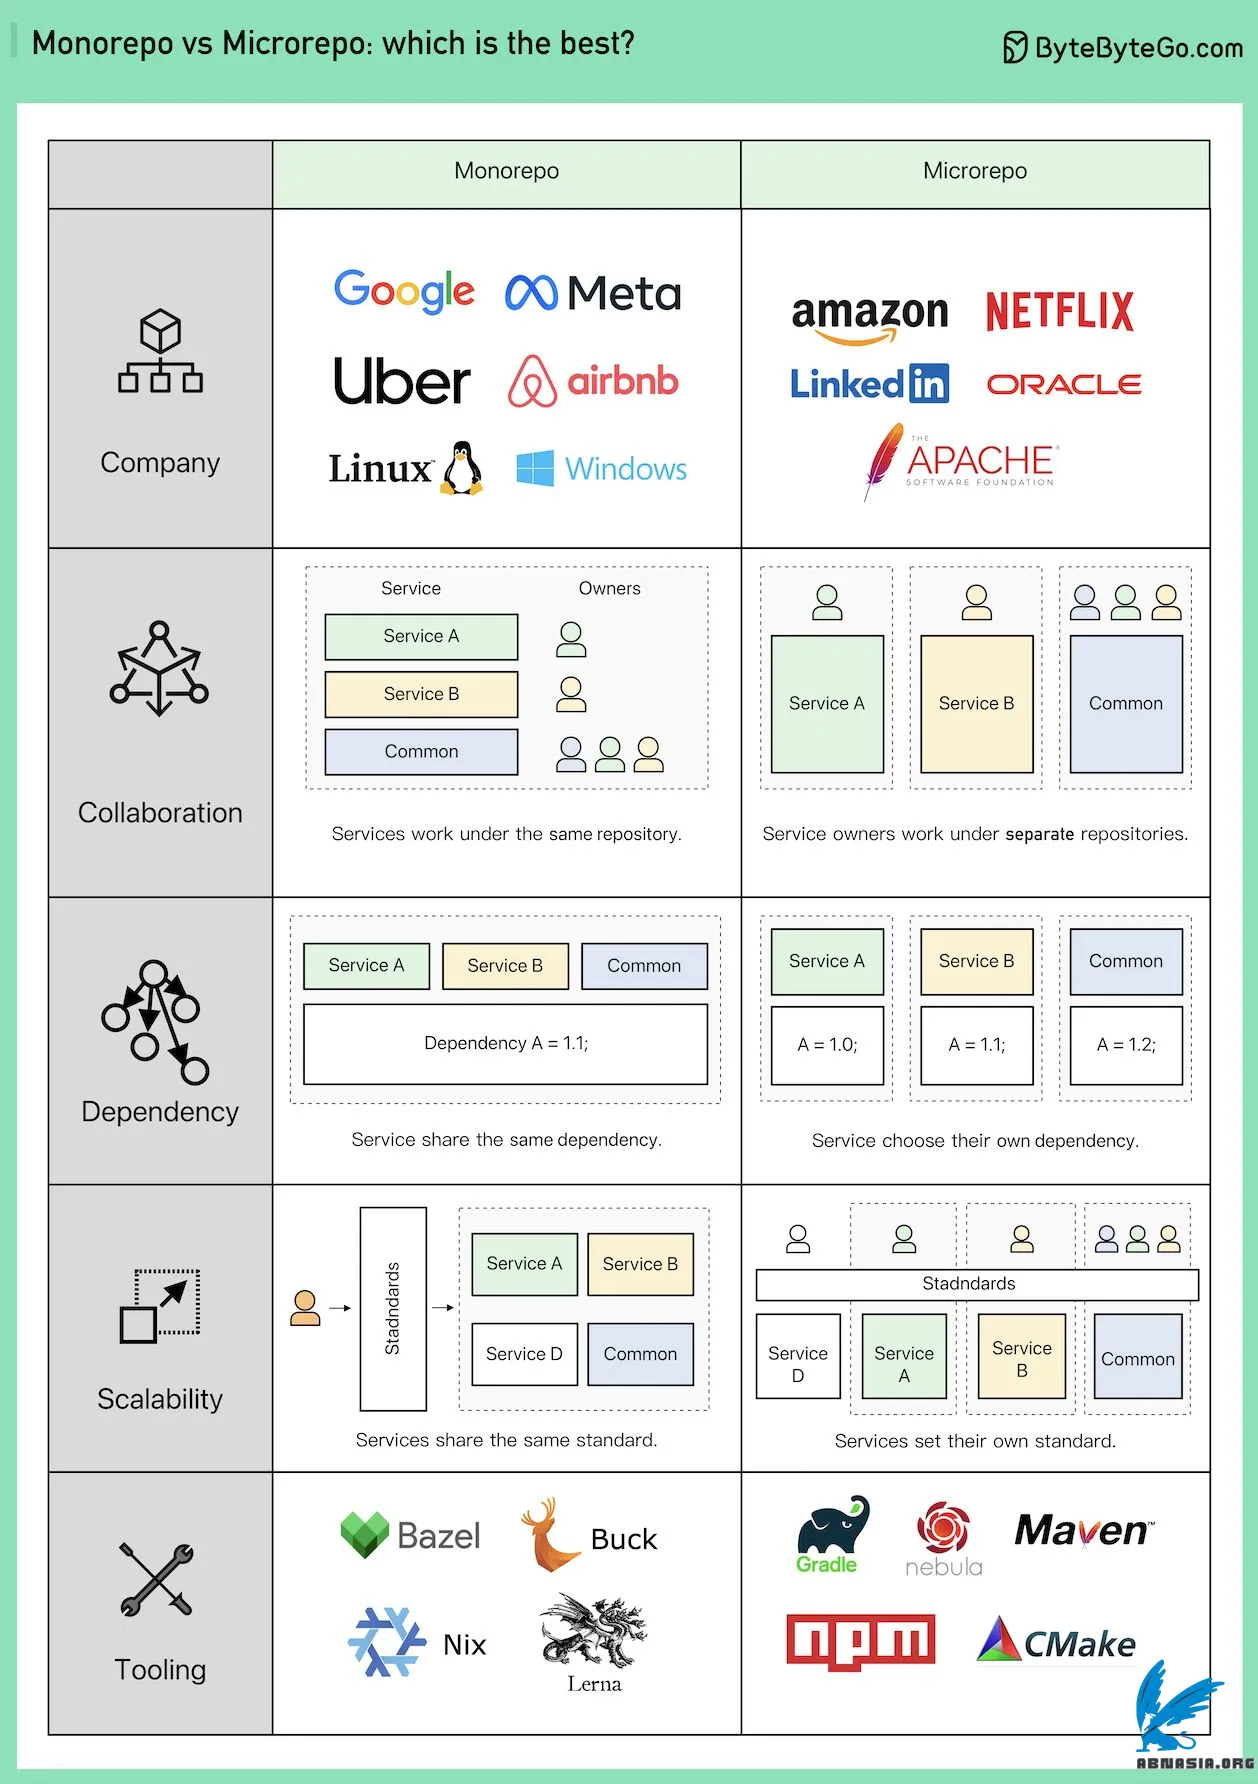 Monorepo vs Microrepo: which is the best?
ByteByteGo.com
Monorepo
Microrepo
Company
Google
Meta
Uber
airbnb
Linux™
Windows
amazon
NETFLIX
Linked in
ORACLE
THE
APACHE®
SOFTWARE FOUNDATION
Collaboration
Service
Owners
Service A
Service B
Common
Services work under the same repository.
Service A
Service B
Common
Service owners work under separate repositories.
Dependency
Service A
Service B
Common
Dependency A = 1.1;
Service share the same dependency.
Service A
Service B
Common
A = 1.0;
A = 1.1;
A = 1.2;
Service choose their own dependency.
Scalability
Stadndards
Service A
Service B
Service D
Common
Services share the same standard.
Stadndards
Service
D
Service
A
Service
B
Common
Services set their own standard.
Tooling
Bazel
Buck
Nix
Lerna
Gradle
nebula
Maven™
npm
CMake
ABNASIA.ORG